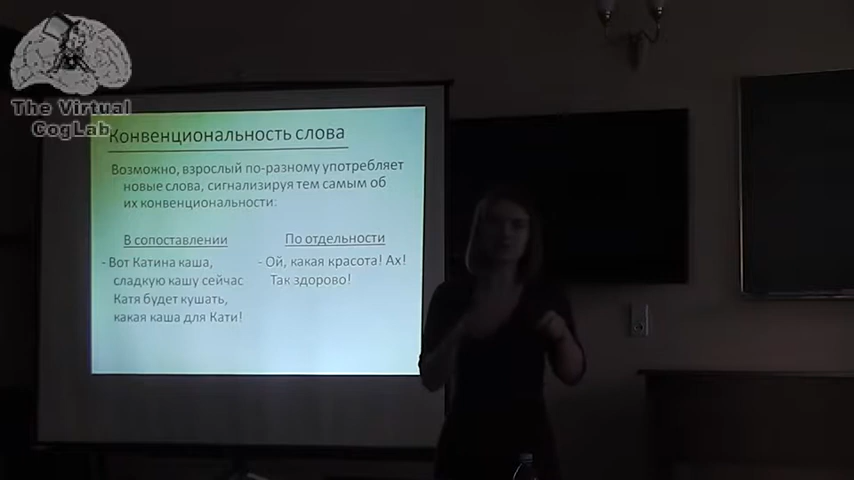 The Virtual
CogLab
Конвенциональность слова
Возможно, взрослый по-разному употребляет
новые слова, сигнализируя тем самым об
их конвенциональности:
В сопоставлении
- Вот Катина каша,
сладкую кашу сейчас
Катя будет кушать,
какая каша для Кати!
По отдельности
- Ой, какая красота! Ах!
Так здорово!